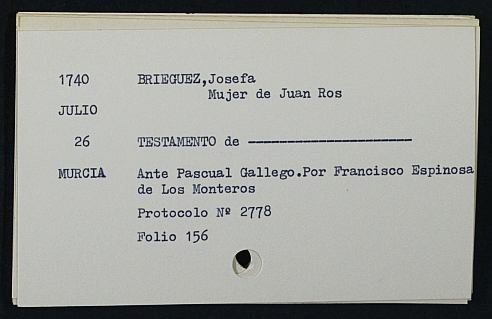 1740 BRIEGUEZ,Josefa
Mujer de Juan Ros
JULIO
26 TESTAMENTO de ---------------------
MURCIA Ante Pascual Gallego.Por Francisco Espinosa
de Los Monteros
Protocolo Nº 2778
Folio 156